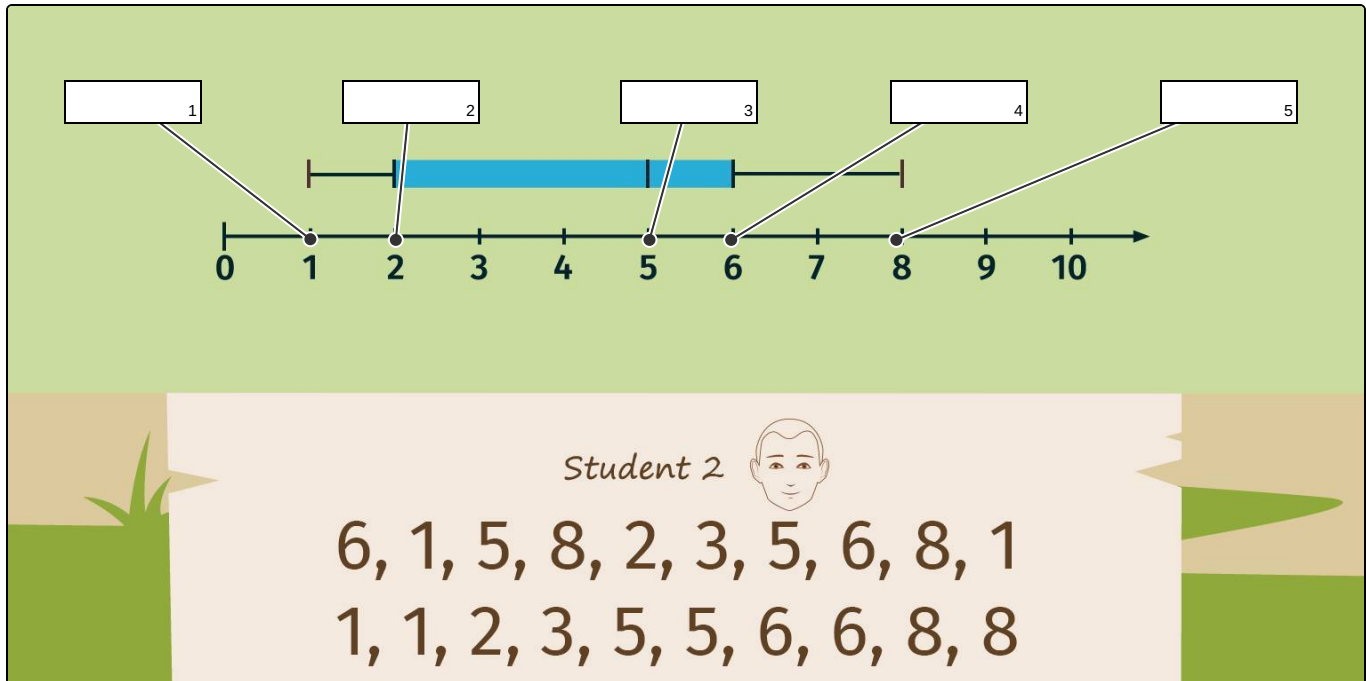 1 2 3 4 5
0 1 2 3 4 5 6 7 8 9 10
Student 2
6, 1, 5, 8, 2, 3, 5, 6, 8, 1
1, 1, 2, 3, 5, 5, 6, 6, 8, 8